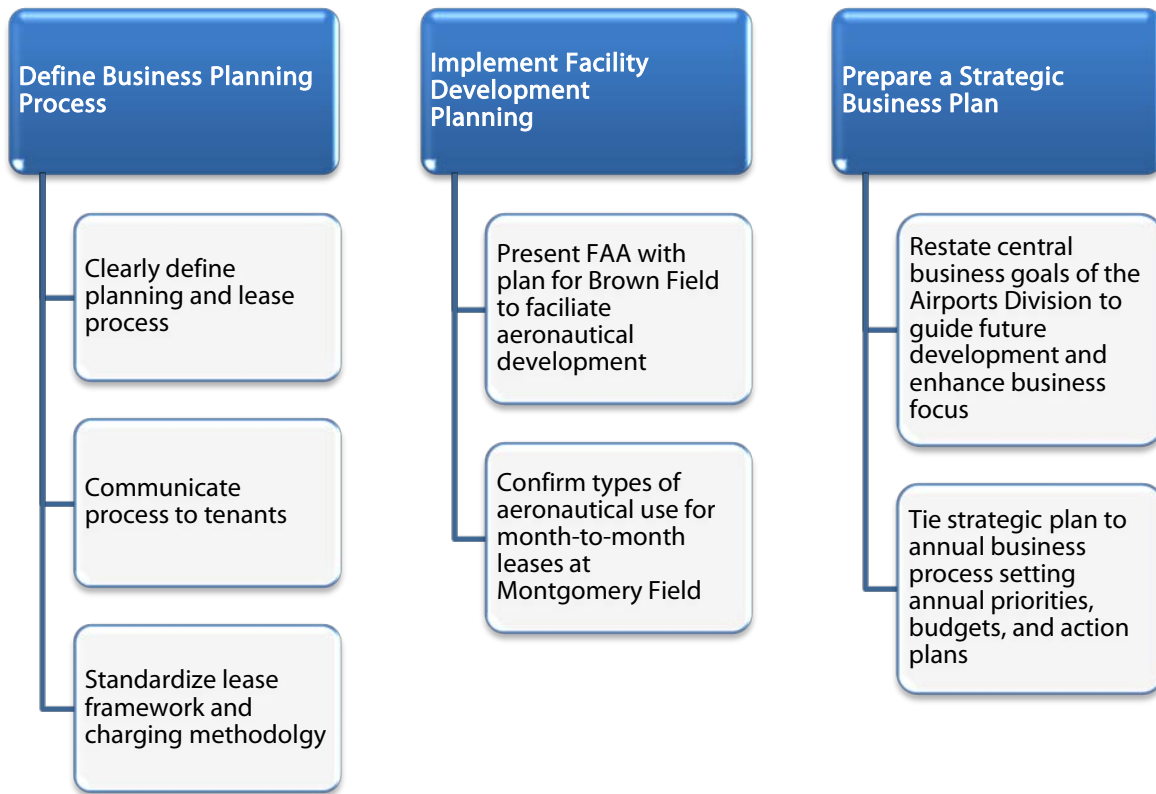 Define Business Planning
Process
Clearly define
planning and lease
process
Communicate
process to tenants
Standardize lease
framework and
charging methodolgy
Implement Facility
Development
Planning
Present FAA with
plan for Brown Field
to faciliate
aeronautical
development
Confirm types of
aeronautical use for
month-to-month
leases at
Montgomery Field
Prepare a Strategic
Business Plan
Restate central
business goals of the
Airports Division to
guide future
development and
enhance business
focus
Tie strategic plan to
annual business
process setting
annual priorities,
budgets, and action
plans